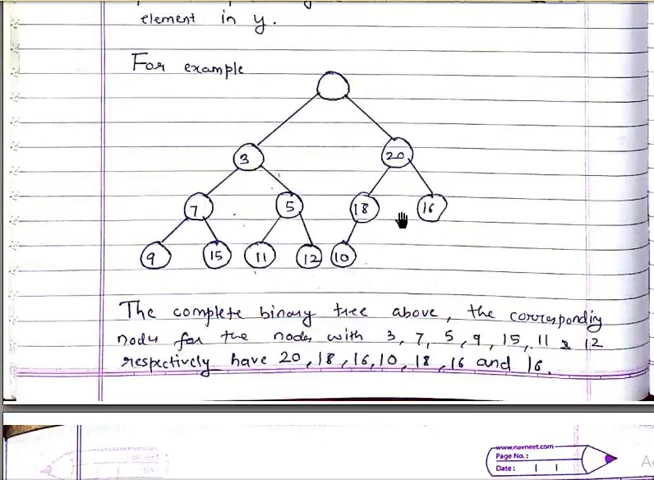 element in y.
For example
3
20
7
5
18
16
9
15
11
12
10
The complete binary tree above, the corresponding
nodes for the nodes with 3, 7, 5, 9, 15, 11 & 12
respectively have 20, 18, 16, 10, 18, 16 and 16.
www.navneet.com
Page No. :
Date :